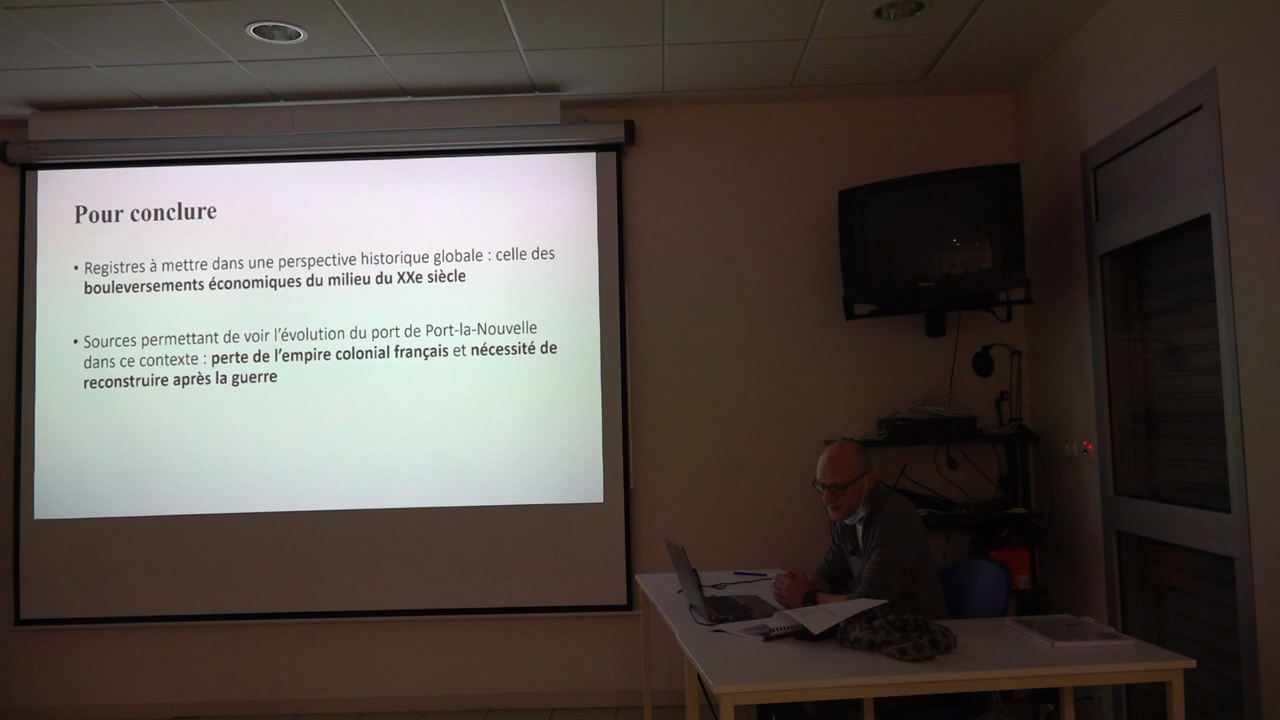 Pour conclure
• Registres à mettre dans une perspective historique globale : celle des
bouleversements économiques du milieu du XXe siècle
• Sources permettant de voir l'évolution du port de Port-la-Nouvelle
dans ce contexte : perte de l'empire colonial français et nécessité de
reconstruire après la guerre